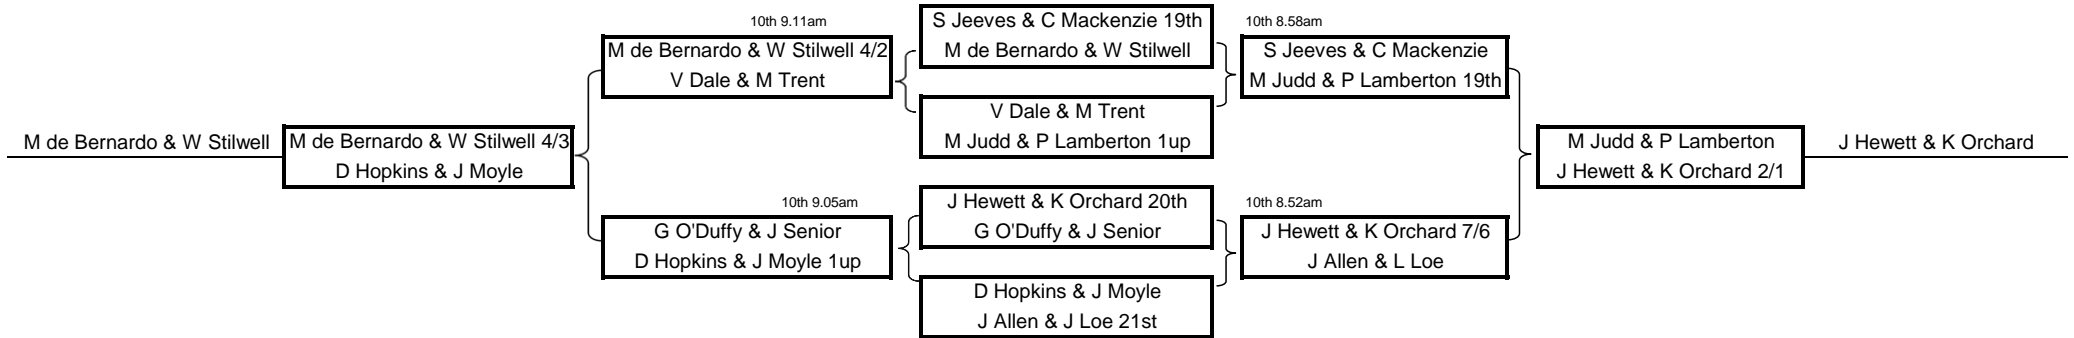 M de Bernardo & W Stilwell
M de Bernardo & W Stilwell 4/3
D Hopkins & J Moyle
10th 9.11am
M de Bernardo & W Stilwell 4/2
V Dale & M Trent
10th 9.05am
G O'Duffy & J Senior
D Hopkins & J Moyle 1up
S Jeeves & C Mackenzie 19th
M de Bernardo & W Stilwell
V Dale & M Trent
M Judd & P Lamberton 1up
J Hewett & K Orchard 20th
G O'Duffy & J Senior
D Hopkins & J Moyle
J Allen & J Loe 21st
10th 8.58am
S Jeeves & C Mackenzie
M Judd & P Lamberton 19th
10th 8.52am
J Hewett & K Orchard 7/6
J Allen & L Loe
M Judd & P Lamberton
J Hewett & K Orchard 2/1
J Hewett & K Orchard